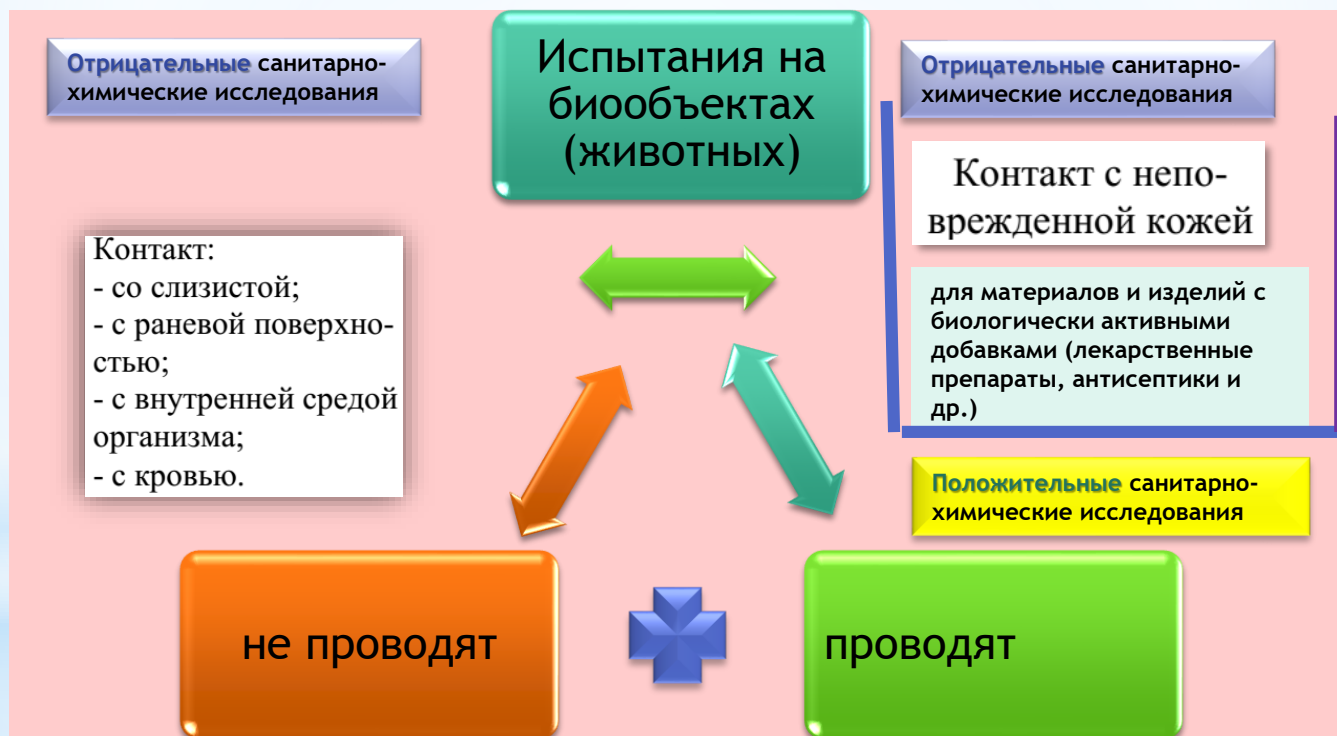 Отрицательные санитарно-
химические исследования
Контакт:
- со слизистой;
- с раневой поверхно-
стью;
- с внутренней средой
организма;
- с кровью.
Испытания на
биообъектах
(животных)
Отрицательные санитарно-
химические исследования
Контакт с непо-
врежденной кожей
для материалов и изделий с
биологически активными
добавками (лекарственные
препараты, антисептики и
др.)
Положительные санитарно-
химические исследования
не проводят
проводят